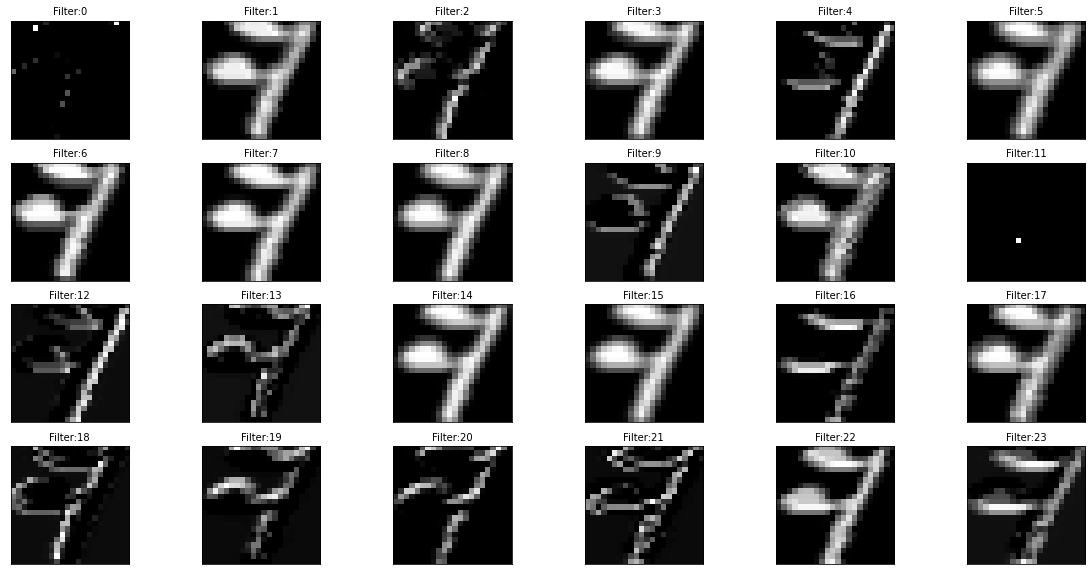 Filter:0 Filter:1 Filter:2 Filter:3 Filter:4 Filter:5
Filter:6 Filter:7 Filter:8 Filter:9 Filter:10 Filter:11
Filter:12 Filter:13 Filter:14 Filter:15 Filter:16 Filter:17
Filter:18 Filter:19 Filter:20 Filter:21 Filter:22 Filter:23